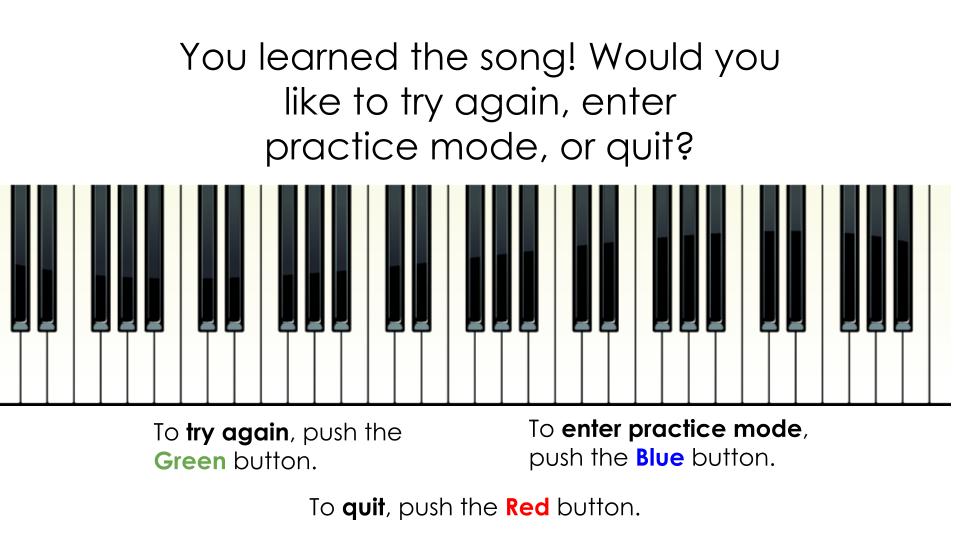 You learned the song! Would you
like to try again, enter
practice mode, or quit?
To try again, push the
Green button.
To enter practice mode,
push the Blue button.
To quit, push the Red button.